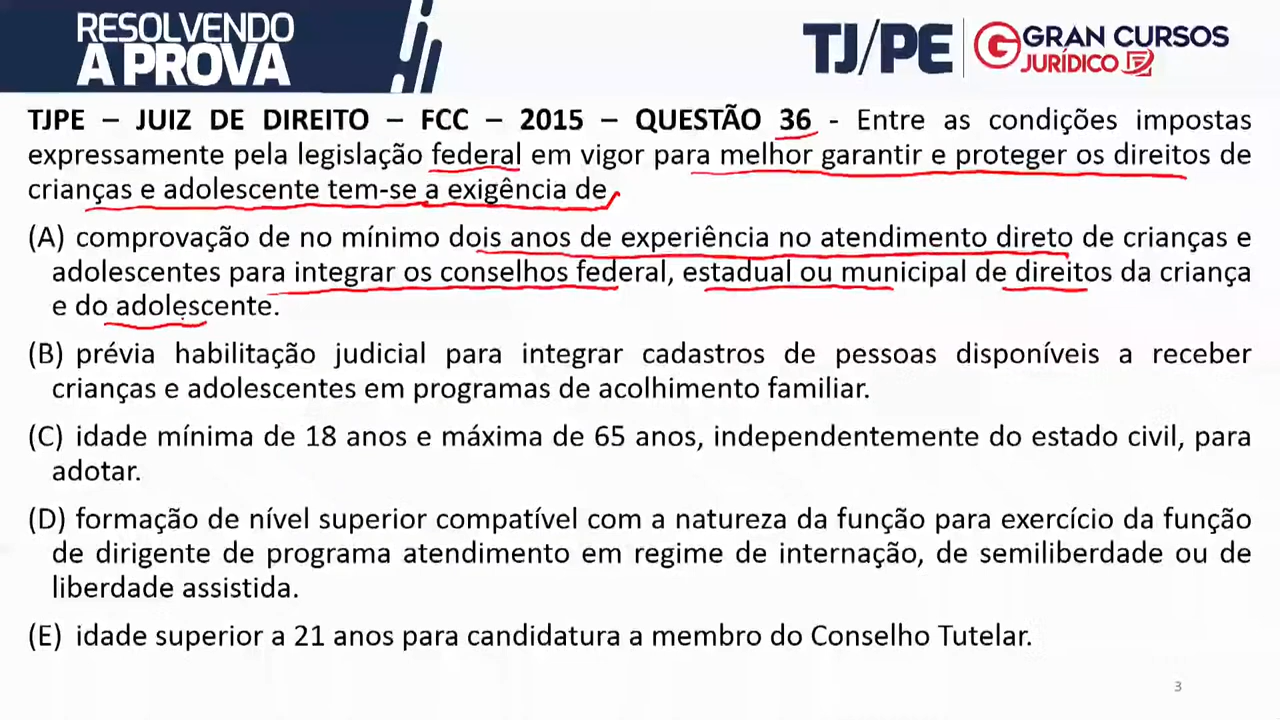 RESOLVENDO
A PROVA
TJ/PE
GRAN CURSOS
JURÍDICO
TJPE – JUIZ DE DIREITO – FCC – 2015 – QUESTÃO 36 - Entre as condições impostas
expressamente pela legislação federal em vigor para melhor garantir e proteger os direitos de
crianças e adolescente tem-se a exigência de
(A) comprovação de no mínimo dois anos de experiência no atendimento direto de crianças e
adolescentes para integrar os conselhos federal, estadual ou municipal de direitos da criança
e do adolescente.
(B) prévia habilitação judicial para integrar cadastros de pessoas disponíveis a receber
crianças e adolescentes em programas de acolhimento familiar.
(C) idade mínima de 18 anos e máxima de 65 anos, independentemente do estado civil, para
adotar.
(D) formação de nível superior compatível com a natureza da função para exercício da função
de dirigente de programa atendimento em regime de internação, de semiliberdade ou de
liberdade assistida.
(E) idade superior a 21 anos para candidatura a membro do Conselho Tutelar.
3